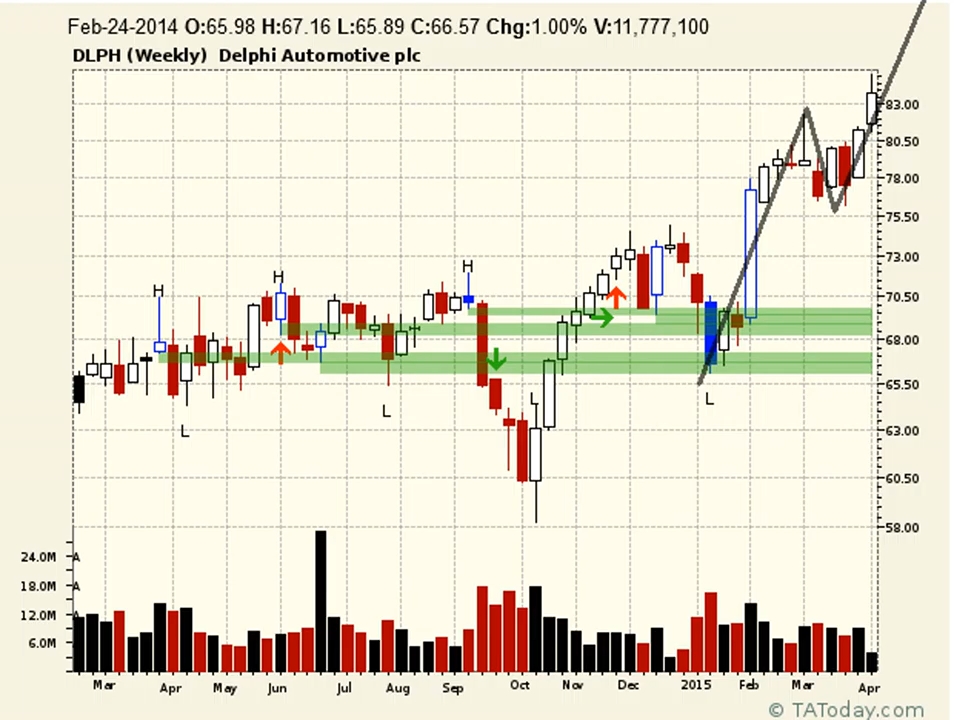 Feb-24-2014 O:65.98 H:67.16 L:65.89 C:66.57 Chg:1.00% V:11,777,100
DLPH (Weekly) Delphi Automotive plc
83.00
80.50
78.00
75.50
73.00
H
H
H
70.50
68.00
65.50
L
L
L
L
63.00
60.50
58.00
24.0M A
18.0M A
12.0M A
6.0M
Mar Apr May Jun Jul Aug Sep Oct Nov Dec 2015 Feb Mar Apr
© TAToday.com